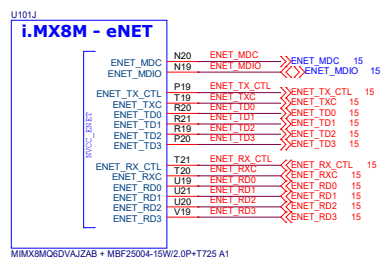 U101J
i.MX8M - eNET
NVCC_ENET
ENET_MDC N20 ENET_MDC ENET_MDC 15
ENET_MDIO N19 ENET_MDIO ENET_MDIO 15
ENET_TX_CTL P19 ENET_TX_CTL ENET_TX_CTL 15
ENET_TXC T19 ENET_TXC ENET_TXC 15
ENET_TD0 R20 ENET_TD0 ENET_TD0 15
ENET_TD1 R21 ENET_TD1 ENET_TD1 15
ENET_TD2 R19 ENET_TD2 ENET_TD2 15
ENET_TD3 P20 ENET_TD3 ENET_TD3 15
ENET_RX_CTL T21 ENET_RX_CTL ENET_RX_CTL 15
ENET_RXC T20 ENET_RXC ENET_RXC 15
ENET_RD0 U19 ENET_RD0 ENET_RD0 15
ENET_RD1 U21 ENET_RD1 ENET_RD1 15
ENET_RD2 U20 ENET_RD2 ENET_RD2 15
ENET_RD3 V19 ENET_RD3 ENET_RD3 15
MIMX8MQ6DVAJZAB + MBF25004-15W/2.0P+T725 A1